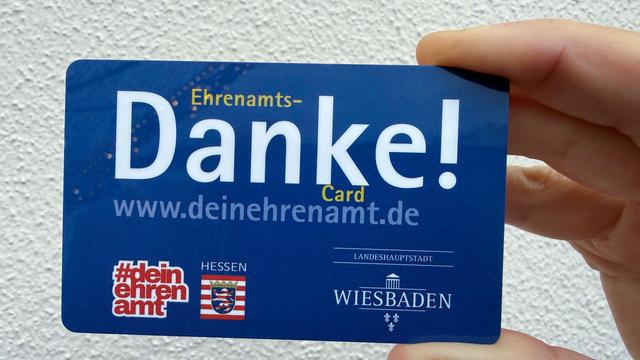 Ehrenamts-
Danke!
Card
www.deinehrenamt.de
#dein
ehren
amt
HESSEN
LANDESHAUPTSTADT
WIESBADEN